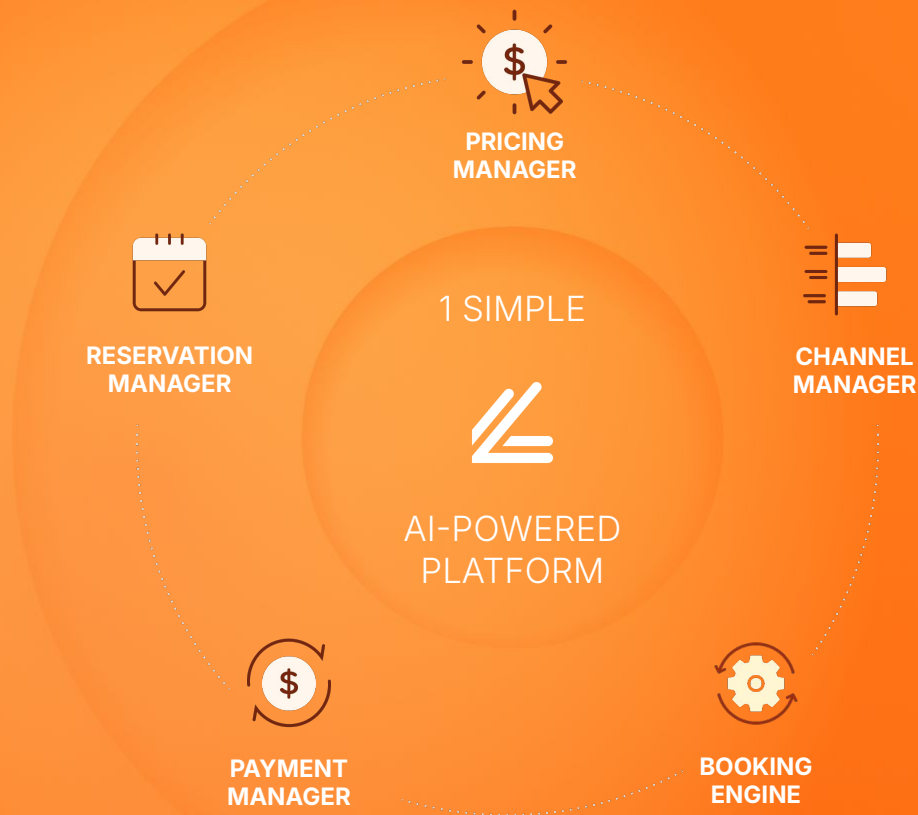 $
PRICING
MANAGER
RESERVATION
MANAGER
1 SIMPLE
CHANNEL
MANAGER
AI-POWERED
PLATFORM
$
PAYMENT
MANAGER
BOOKING
ENGINE